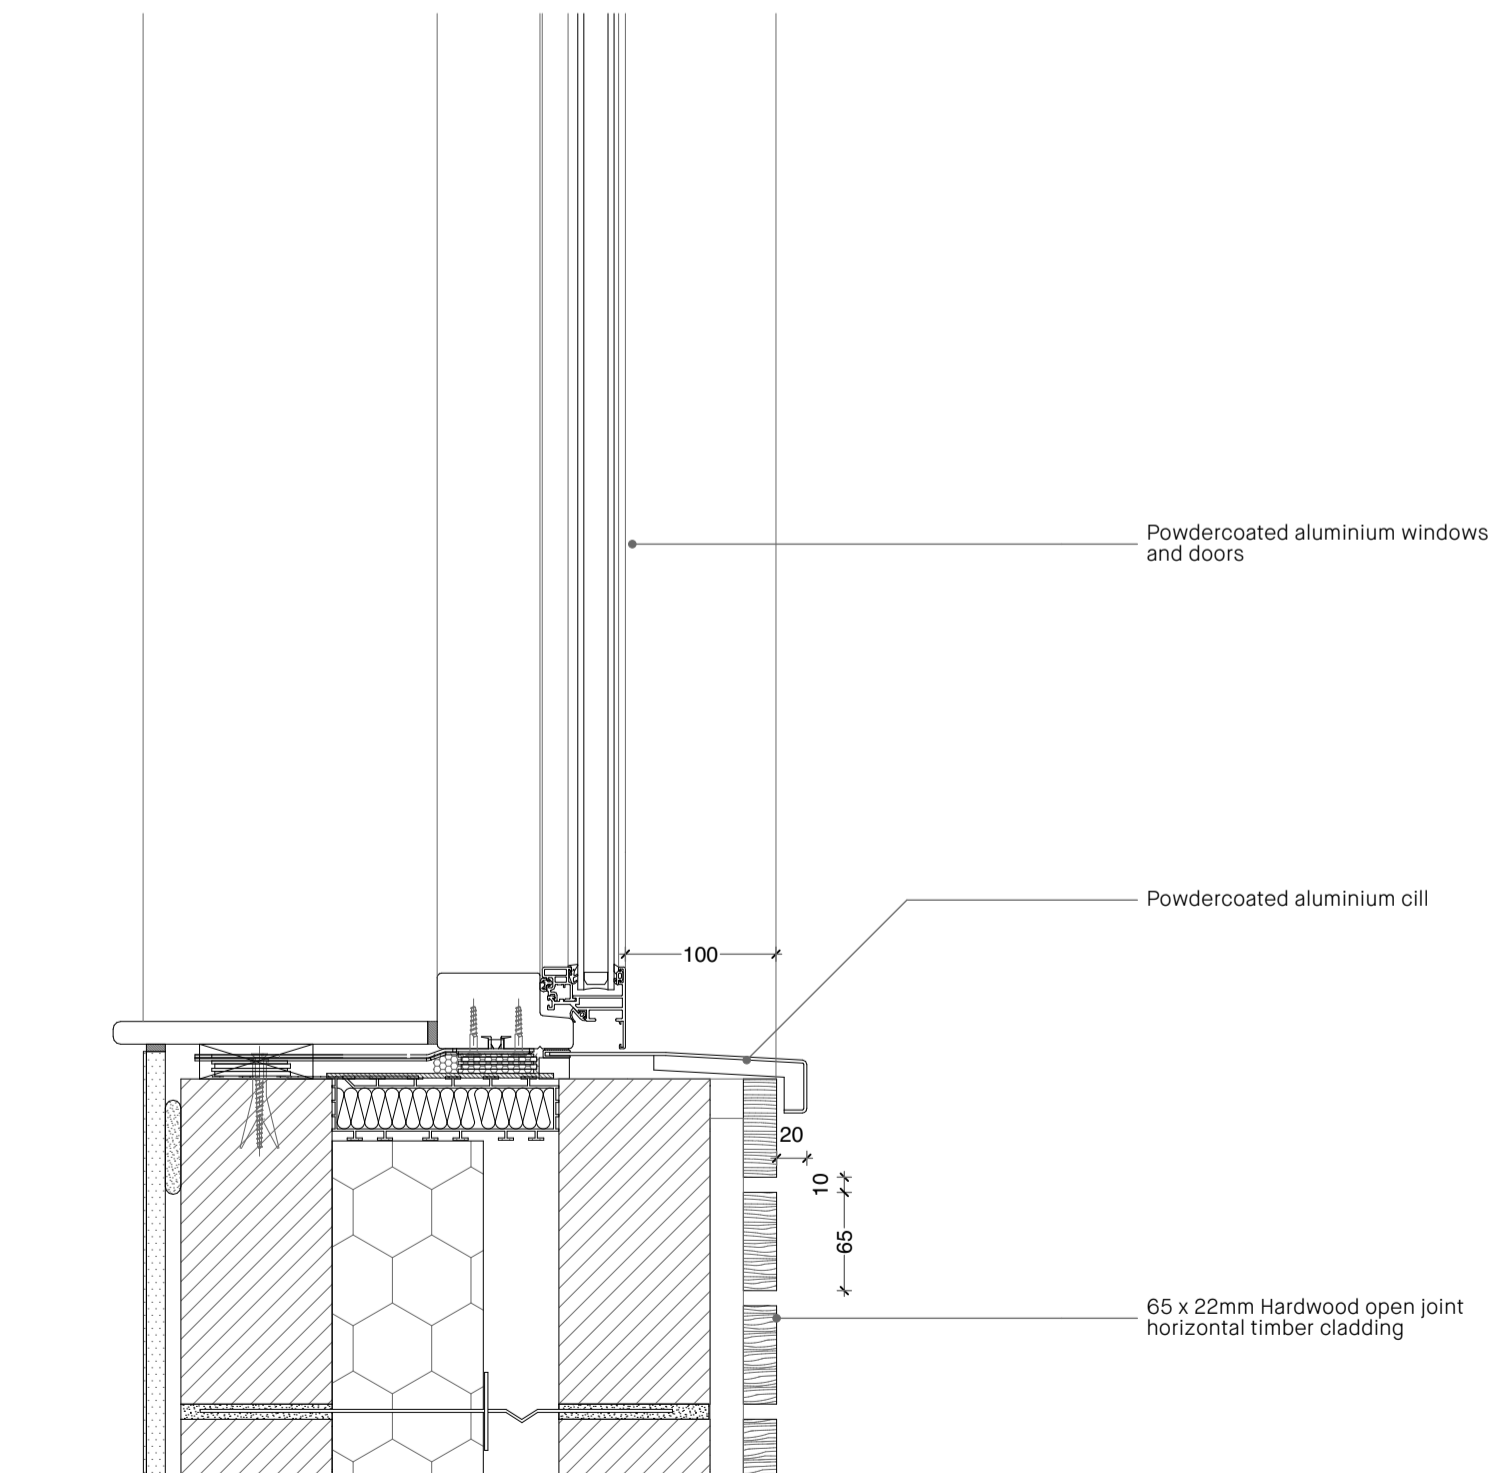 Powdercoated aluminium windows
and doors
Powdercoated aluminium cill
100
20
10
65
65 x 22mm Hardwood open joint
horizontal timber cladding